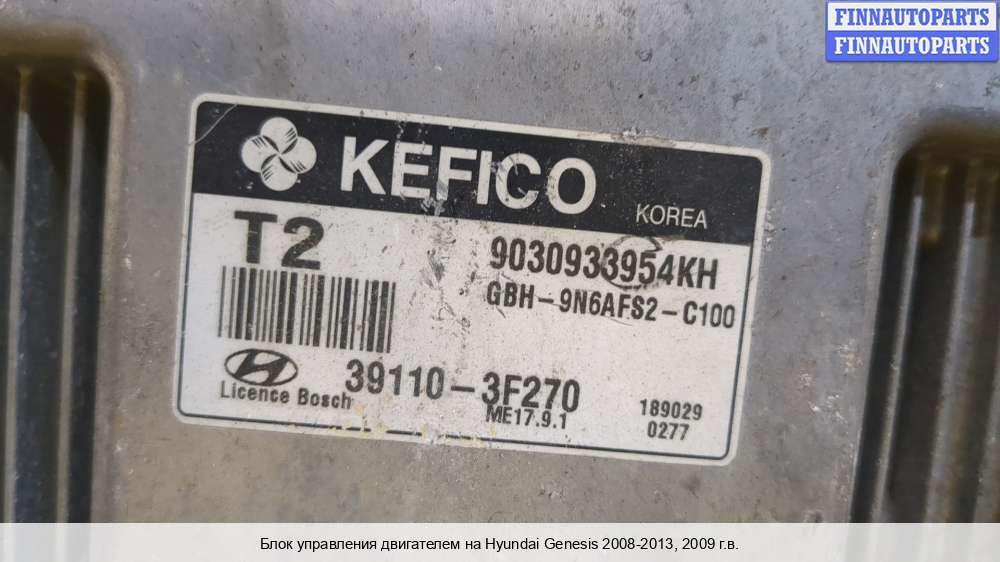 FINNAUTOPARTS
FINNAUTOPARTS
KEFICO
KOREA
T2
9030933954KH
GBH-9N6AFS2-C100
39110-3F270
Licence Bosch
ME17.9.1
189029
0277
Блок управления двигателем на Hyundai Genesis 2008-2013, 2009 г.в.